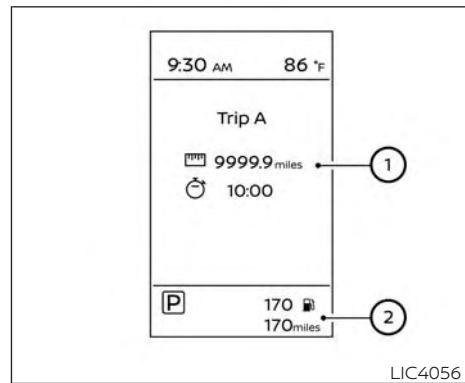 9:30 AM 86 °F
Trip A
9999.9 miles
10:00
1
P 170
170miles
2
LIC4056